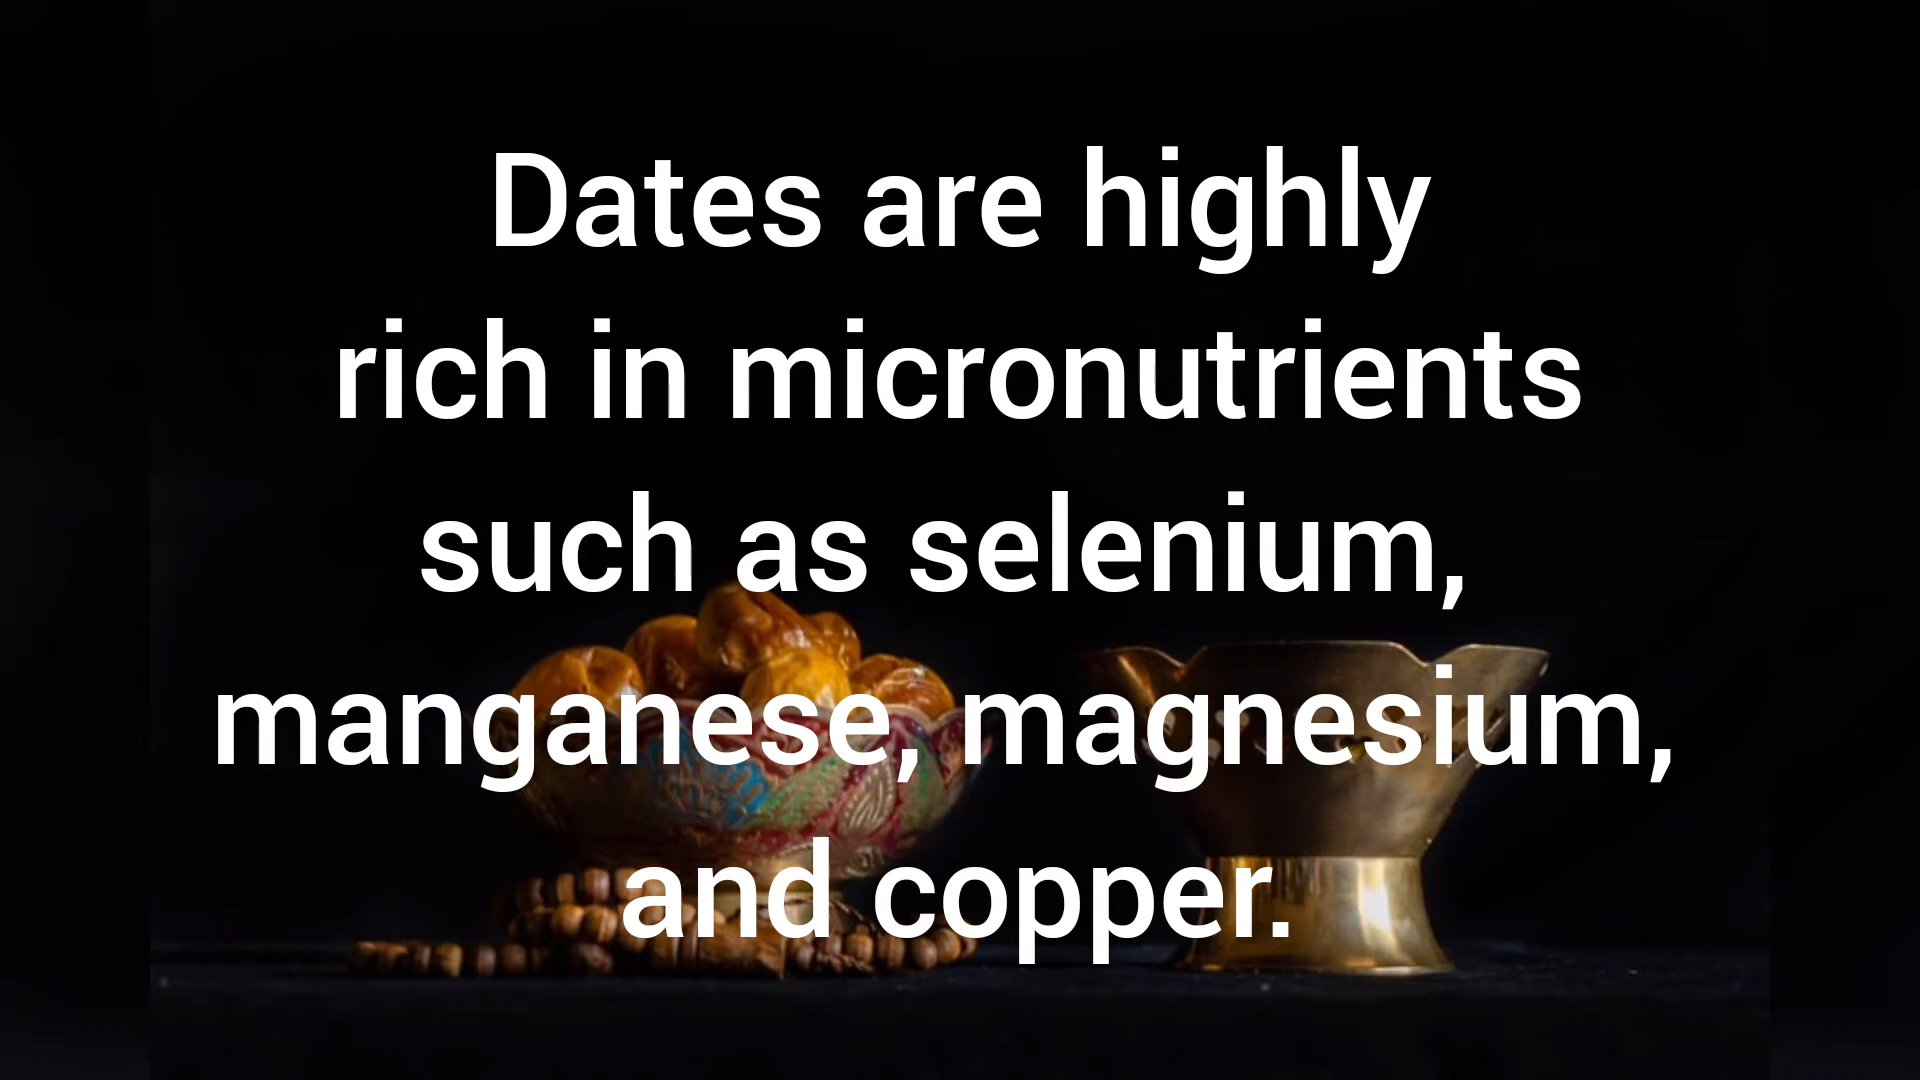 Dates are highly
rich in micronutrients
such as selenium,
manganese, magnesium,
and copper.